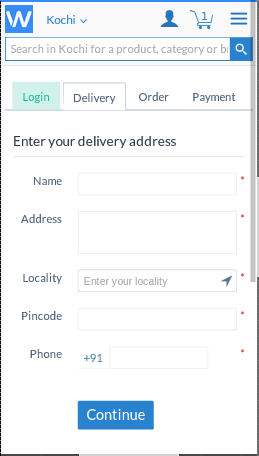 W Kochi 1
Search in Kochi for a product, category or b
Login Delivery Order Payment
Enter your delivery address
Name *
Address *
Locality Enter your locality *
Pincode *
Phone +91 *
Continue